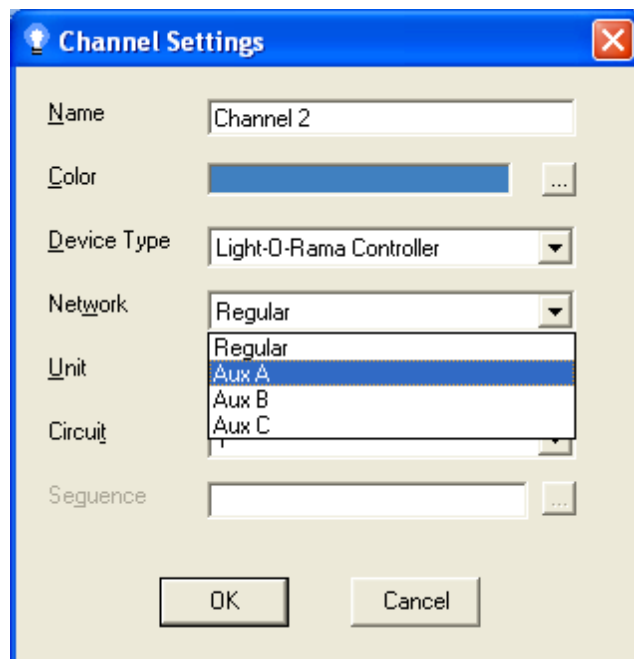 Channel Settings
Name Channel 2
Color ...
Device Type Light-O-Rama Controller
Network Regular
Regular
Unit Aux A
Aux B
Circuit Aux C
Seguence ...
OK Cancel